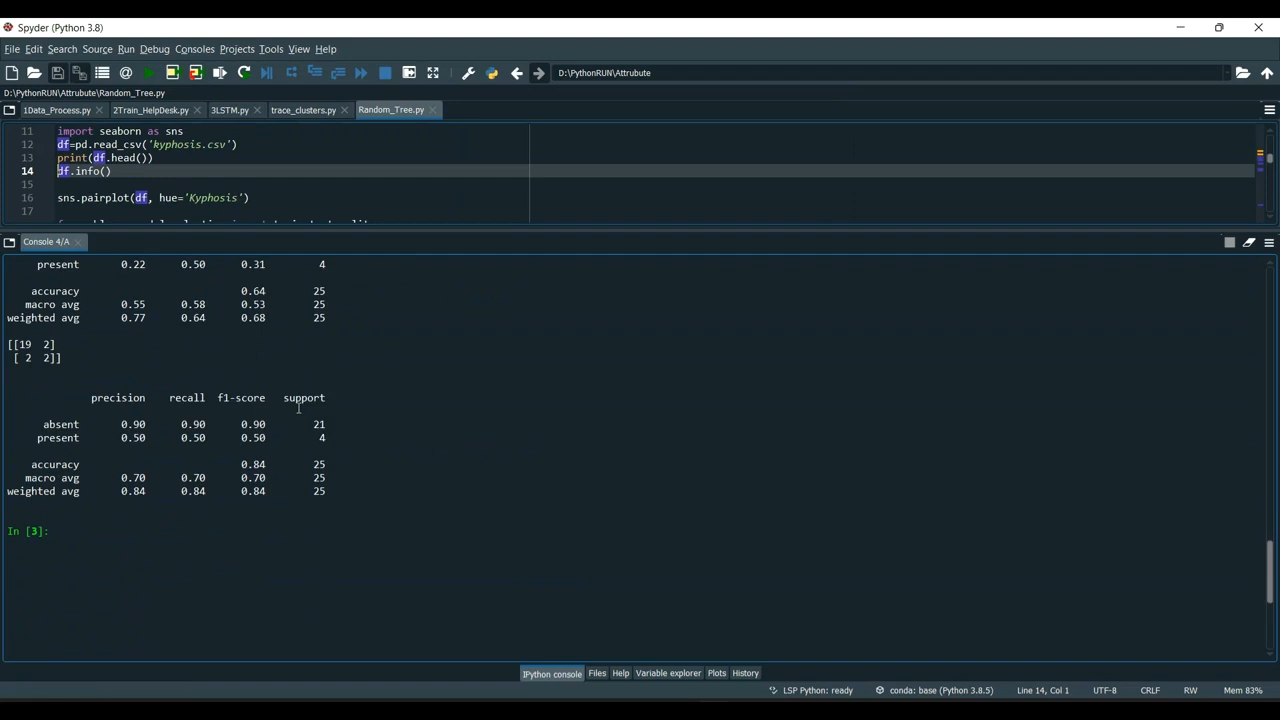 Spyder (Python 3.8)
File Edit Search Source Run Debug Consoles Projects Tools View Help
D:\PythonRUN\Attrubute
D:\PythonRUN\Attrubute\Random_Tree.py
1Data_Process.py 2Train_HelpDesk.py 3LSTM.py trace_clusters.py Random_Tree.py
11 import seaborn as sns
12 df=pd.read_csv('kyphosis.csv')
13 print(df.head())
14 df.info()
15
16 sns.pairplot(df, hue='Kyphosis')
17
Console 4/A
present 0.22 0.50 0.31 4
accuracy 0.64 25
macro avg 0.55 0.58 0.53 25
weighted avg 0.77 0.64 0.68 25
[[19 2]
[ 2 2]]
precision recall f1-score support
absent 0.90 0.90 0.90 21
present 0.50 0.50 0.50 4
accuracy 0.84 25
macro avg 0.70 0.70 0.70 25
weighted avg 0.84 0.84 0.84 25
In [3]:
IPython console Files Help Variable explorer Plots History
LSP Python: ready conda: base (Python 3.8.5) Line 14, Col 1 UTF-8 CRLF RW Mem 83%